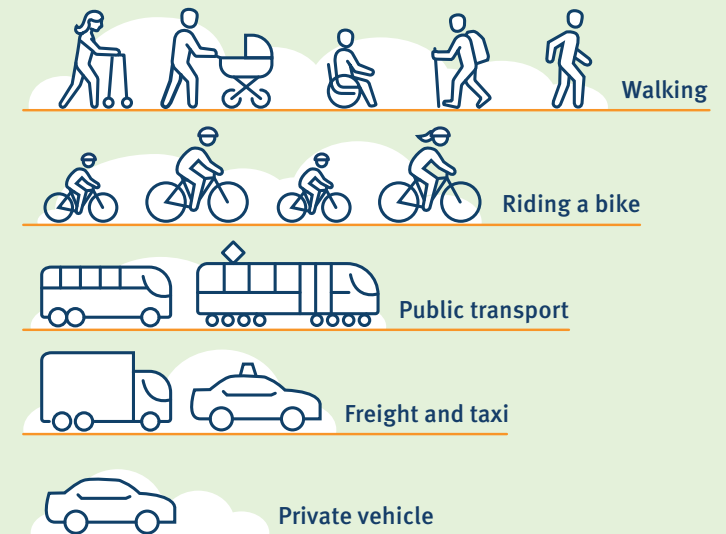 Walking
Riding a bike
Public transport
Freight and taxi
Private vehicle